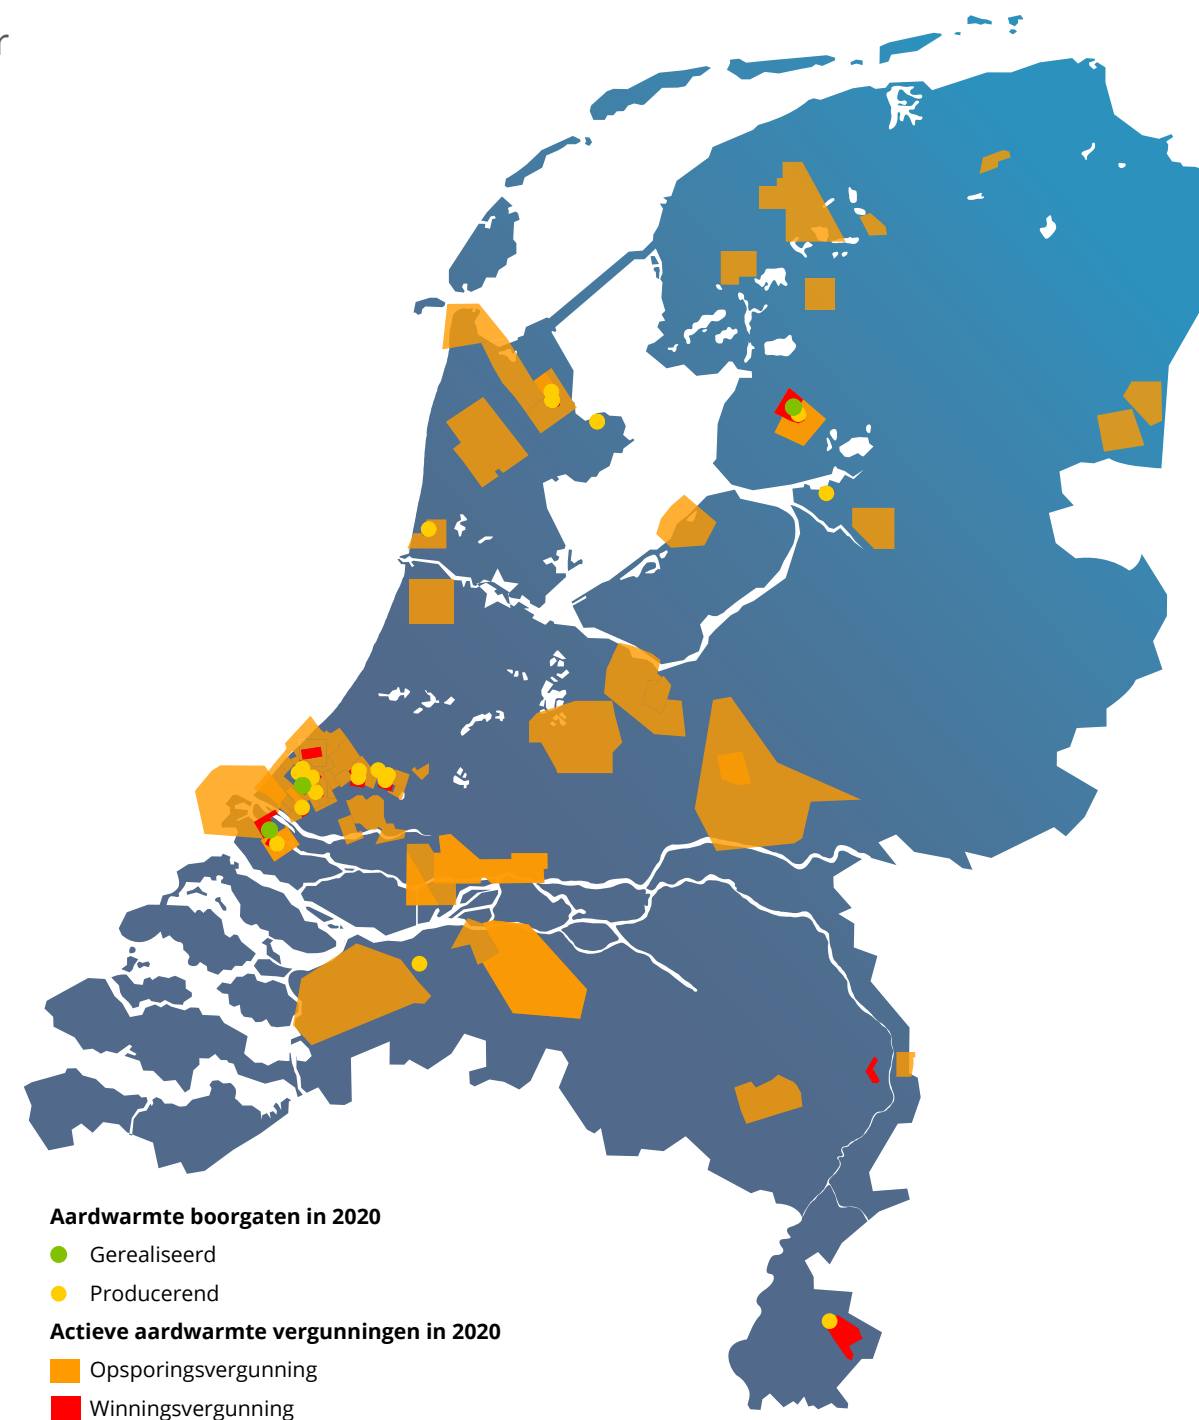 r
Aardwarmte boorgaten in 2020
Gerealiseerd
Producerend
Actieve aardwarmte vergunningen in 2020
Opsporingsvergunning
Winningsvergunning